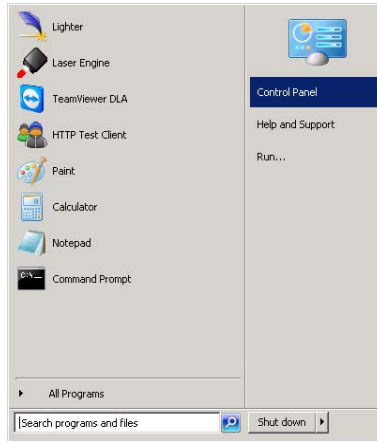 Lighter
Laser Engine
TeamViewer DLA
HTTP Test Client
Paint
Calculator
Notepad
C:\_
Command Prompt
All Programs
Search programs and files
Control Panel
Help and Support
Run...
Shut down